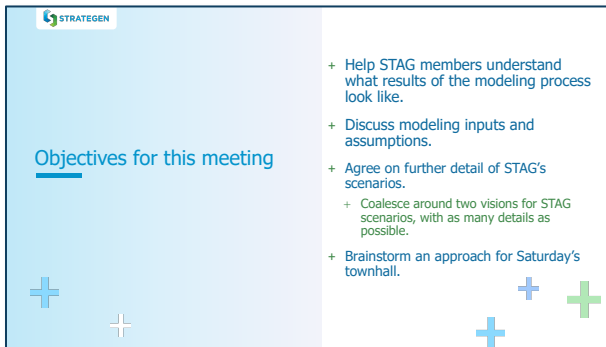 STRATEGEN
Objectives for this meeting
+ Help STAG members understand
what results of the modeling process
look like.
+ Discuss modeling inputs and
assumptions.
+ Agree on further detail of STAG's
scenarios.
+ Coalesce around two visions for STAG
scenarios, with as many details as
possible.
+ Brainstorm an approach for Saturday's
townhall.